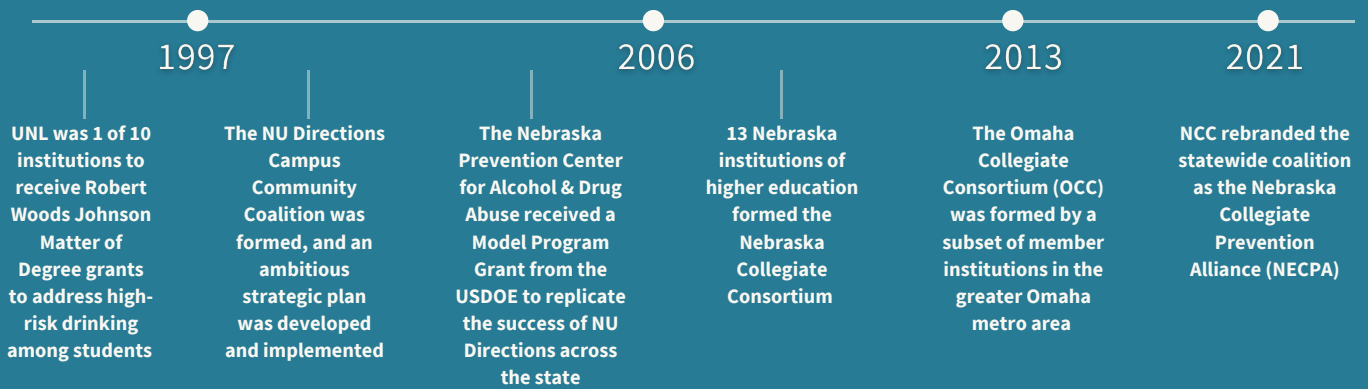 1997
2006
2013
2021
UNL was 1 of 10
institutions to
receive Robert
Woods Johnson
Matter of
Degree grants
to address high-
risk drinking
among students
The NU Directions
Campus
Community
Coalition was
formed, and an
ambitious
strategic plan
was developed
and implemented
The Nebraska
Prevention Center
for Alcohol & Drug
Abuse received a
Model Program
Grant from the
USDOE to replicate
the success of NU
Directions across
the state
13 Nebraska
institutions of
higher education
formed the
Nebraska
Collegiate
Consortium
The Omaha
Collegiate
Consortium (OCC)
was formed by a
subset of member
institutions in the
greater Omaha
metro area
NCC rebranded the
statewide coalition
as the Nebraska
Collegiate
Prevention
Alliance (NECPA)